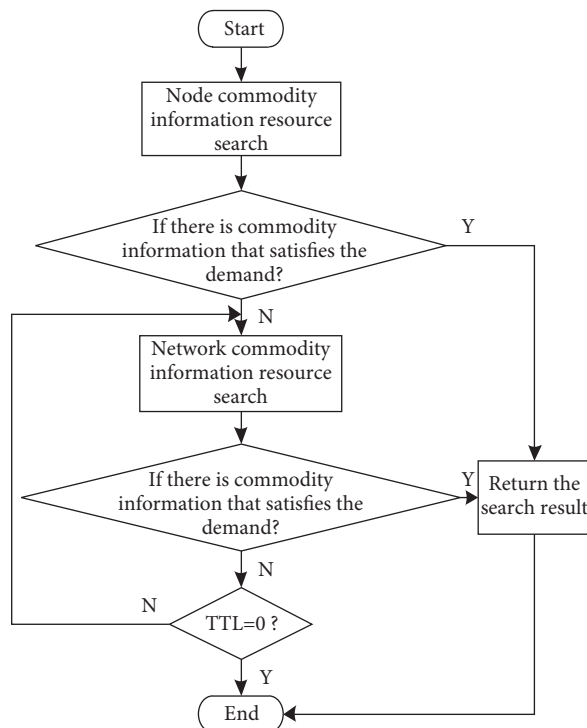 Start
Node commodity
information resource
search
If there is commodity
information that satisfies the
demand?
Y
N
Network commodity
information resource
search
If there is commodity
information that satisfies the
demand?
Y
Return the
search result
N
N
TTL=0 ?
Y
End